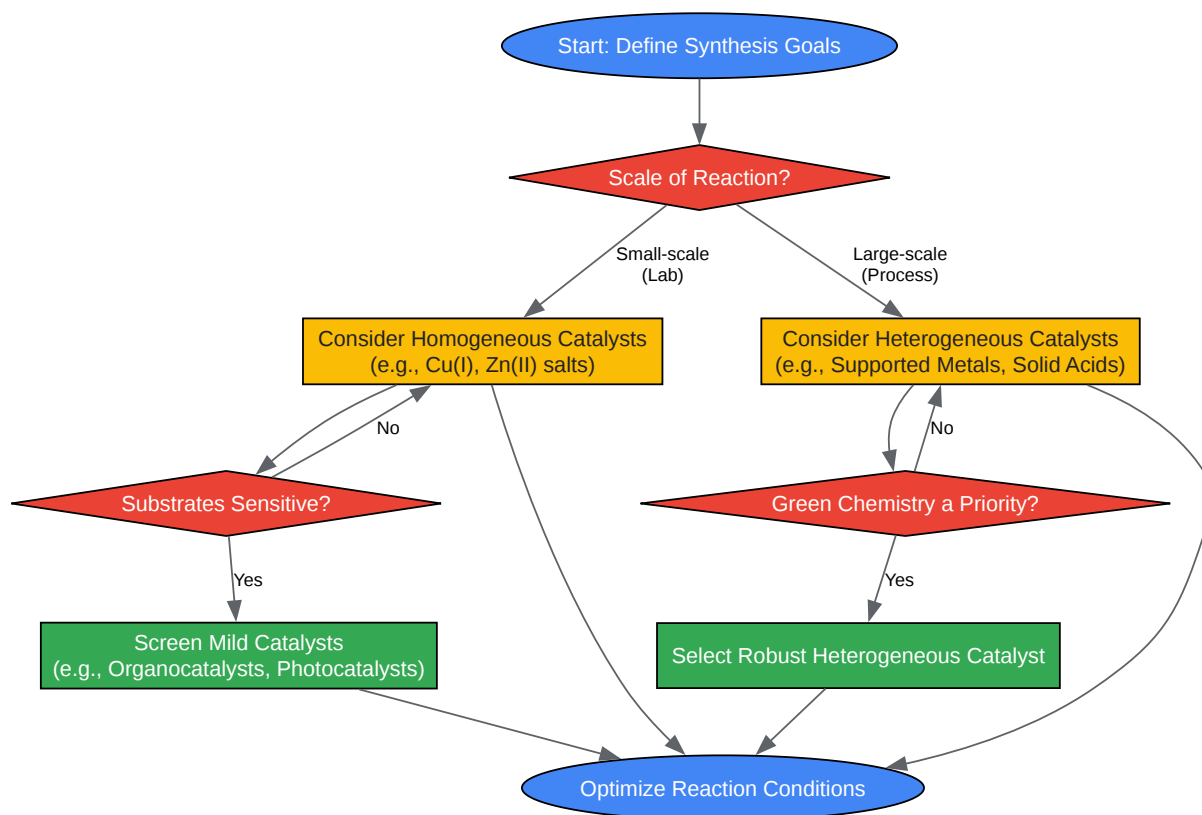 Start: Define Synthesis Goals
Scale of Reaction?
Small-scale
(Lab)
Large-scale
(Process)
Consider Homogeneous Catalysts
(e.g., Cu(I), Zn(II) salts)
Consider Heterogeneous Catalysts
(e.g., Supported Metals, Solid Acids)
No
No
Substrates Sensitive?
Green Chemistry a Priority?
Yes
Yes
Screen Mild Catalysts
(e.g., Organocatalysts, Photocatalysts)
Select Robust Heterogeneous Catalyst
Optimize Reaction Conditions